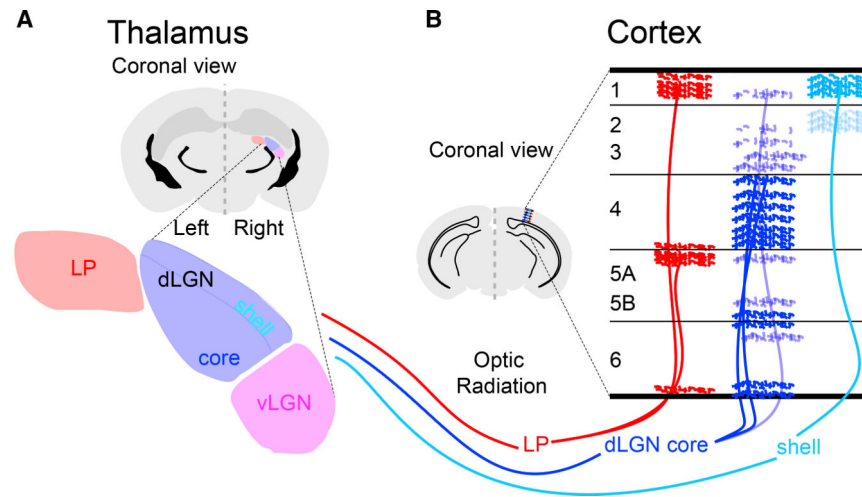 A
Thalamus
Coronal view
Left Right
LP
dLGN
shell
core
vLGN
B
Cortex
Coronal view
1
2
3
4
5A
5B
6
Optic
Radiation
LP
dLGN core
shell